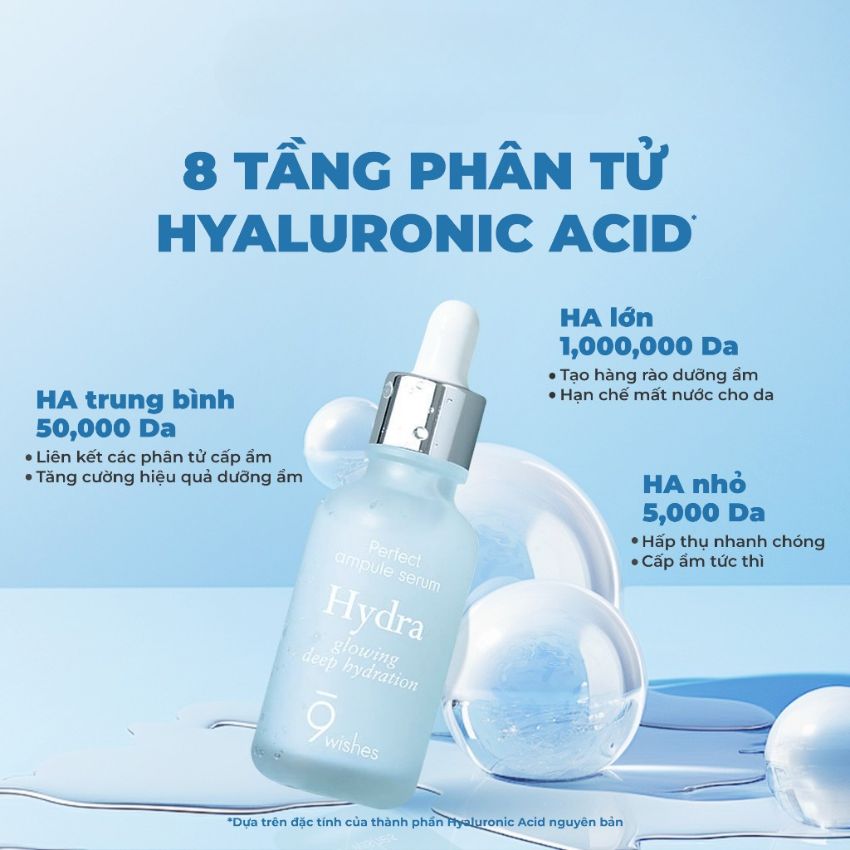 8 TẦNG PHÂN TỬ
HYALURONIC ACID*
HA lớn
1,000,000 Da
• Tạo hàng rào dưỡng ẩm
• Hạn chế mất nước cho da
HA trung bình
50,000 Da
• Liên kết các phân tử cấp ẩm
• Tăng cường hiệu quả dưỡng ẩm
HA nhỏ
5,000 Da
• Hấp thụ nhanh chóng
• Cấp ẩm tức thì
Perfect
ampule serum
Hydra
glowing
deep hydration
9
wishes
*Dựa trên đặc tính của thành phần Hyaluronic Acid nguyên bản